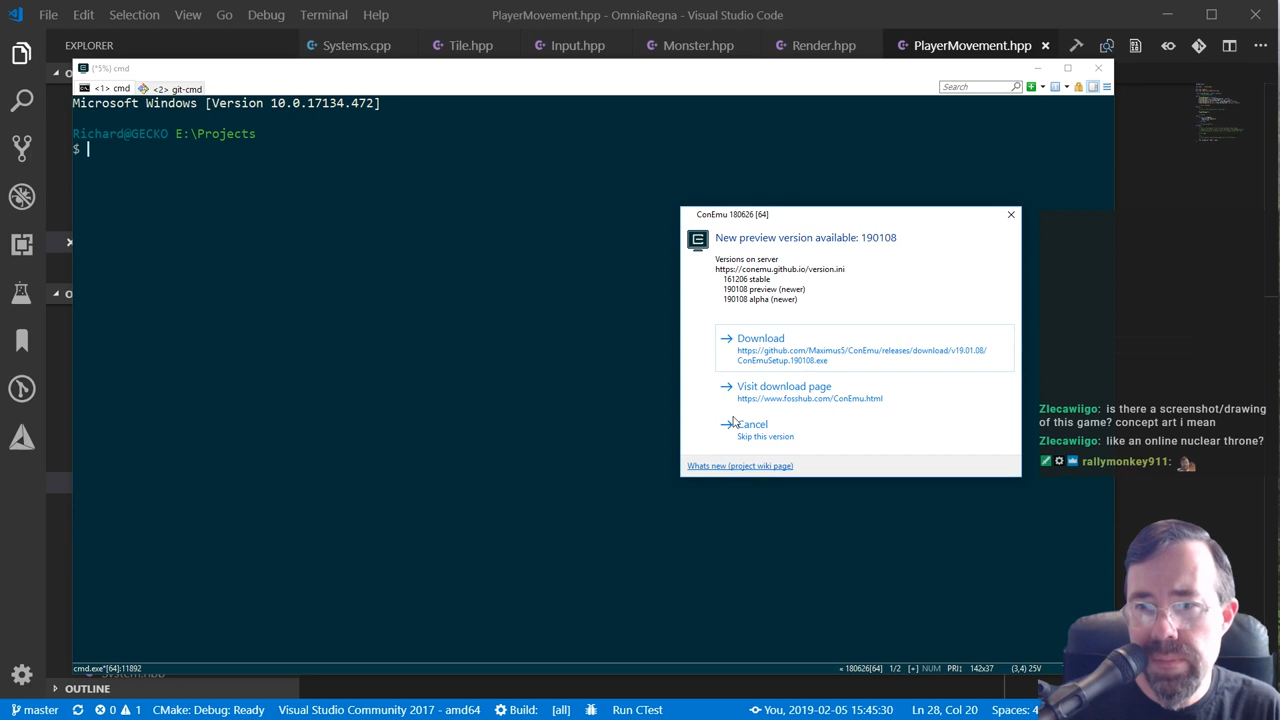 File Edit Selection View Go Debug Terminal Help
PlayerMovement.hpp - OmniaRegna - Visual Studio Code
EXPLORER
Systems.cpp
Tile.hpp
Input.hpp
Monster.hpp
Render.hpp
PlayerMovement.hpp
(*5%) cmd
<1> cmd
<2> git-cmd
Search
Microsoft Windows [Version 10.0.17134.472]
Richard@GECKO E:\Projects
$
ConEmu 180626 [64]
New preview version available: 190108
Versions on server
https://conemu.github.io/version.ini
161206 stable
190108 preview (newer)
190108 alpha (newer)
Download
https://github.com/Maximus5/ConEmu/releases/download/v19.01.08/
ConEmuSetup.190108.exe
Visit download page
https://www.fosshub.com/ConEmu.html
Cancel
Skip this version
Whats new (project wiki page)
Zlecawiigo: is there a screenshot/drawing
of this game? concept art i mean
Zlecawiigo: like an online nuclear throne?
rallymonkey911:
cmd.exe*[64]:11892
« 180626[64] 1/2 [+] NUM PRI↕ 142x37 (3,4) 25V
OUTLINE
master 0 1 CMake: Debug: Ready Visual Studio Community 2017 - amd64 Build: [all] Run CTest You, 2019-02-05 15:45:30 Ln 28, Col 20 Spaces: 4